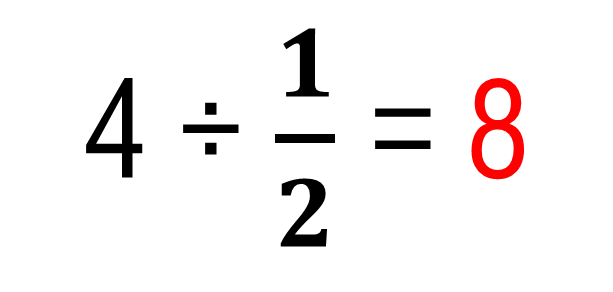 4 ÷ 1/2 = 8